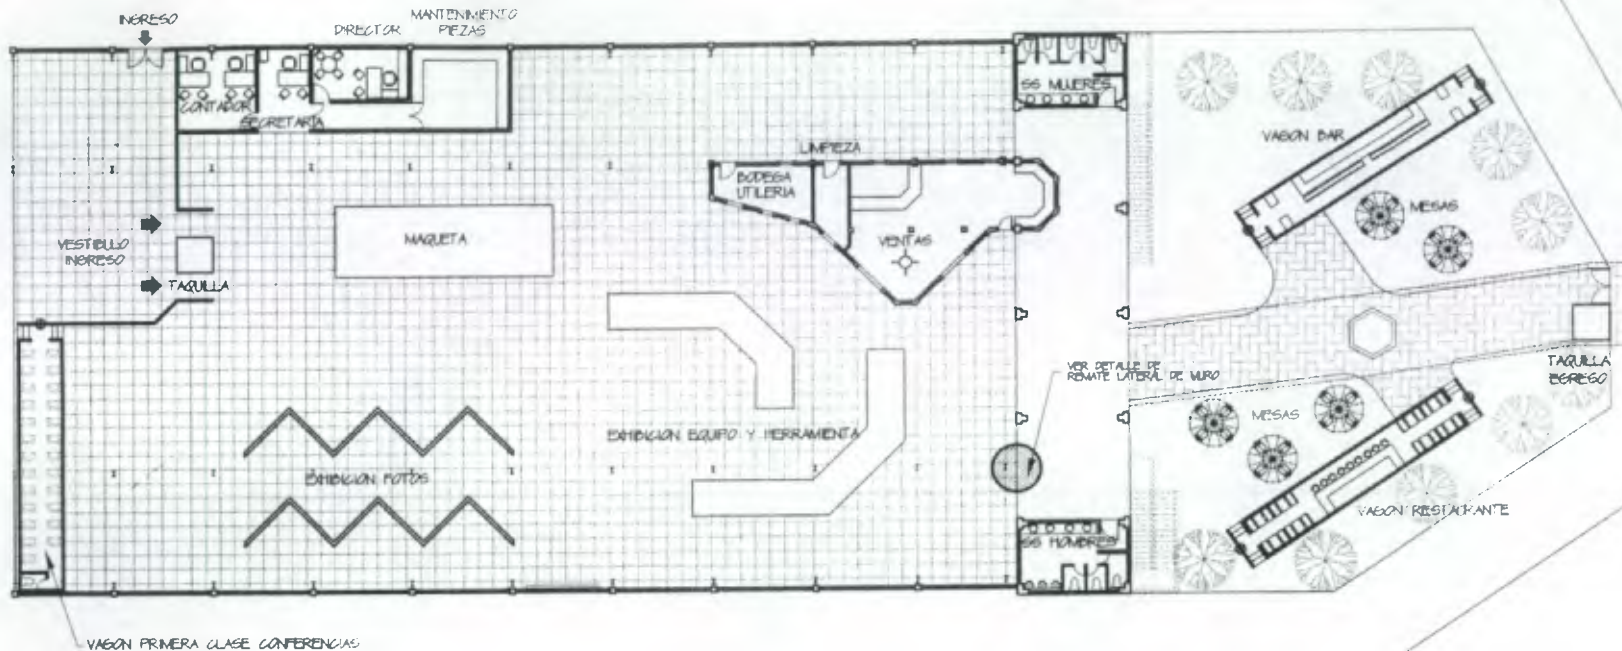 INGRESO
DIRECTOR
MANTENIMIENTO
PIEZAS
CONTADOR
SECRETARIA
SS MUJERES
VAGON BAR
LIMPIEZA
BODEGA
UTILERIA
MESAS
VESTIBULO
INGRESO
MAQUETA
VENTAS
TAQUILLA
VER DETALLE DE
REMATE LATERAL DE MURO
TAQUILLA
EGRESO
MESAS
EXHIBICION EQUIPO Y HERRAMIENTA
EXHIBICION FOTOS
VAGON RESTAURANTE
SS HOMBRES
VAGON PRIMERA CLASE CONFERENCIAS